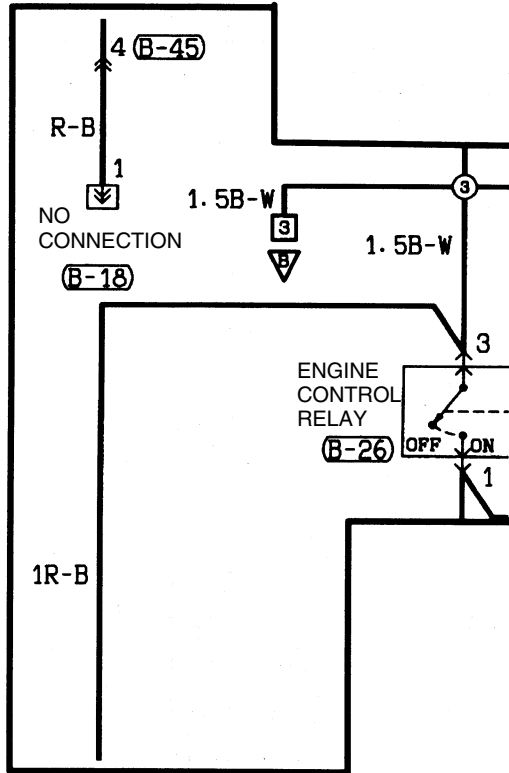 4 (B-45)
R-B
1
NO
CONNECTION
(B-18)
1.5B-W
3
3
B
1.5B-W
3
ENGINE
CONTROL
RELAY
(B-26)
OFF ON
1
1R-B